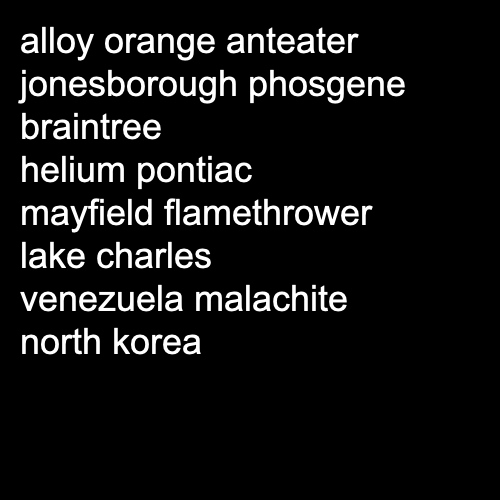 alloy orange anteater
jonesborough phosgene
braintree
helium pontiac
mayfield flamethrower
lake charles
venezuela malachite
north korea